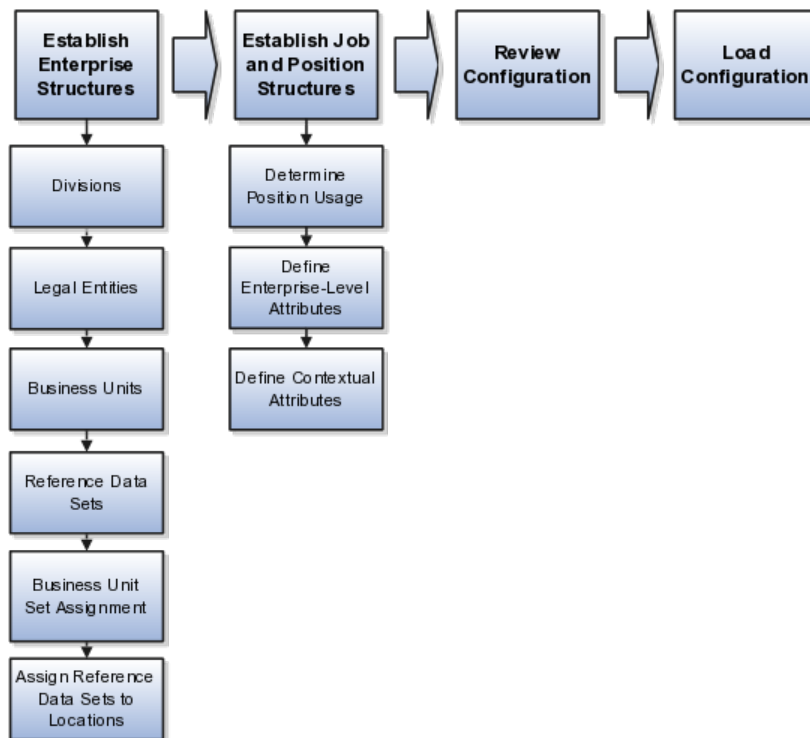 Establish
Enterprise
Structures
Establish Job
and Position
Structures
Review
Configuration
Load
Configuration
Divisions
Legal Entities
Business Units
Reference Data
Sets
Business Unit
Set Assignment
Assign Reference
Data Sets to
Locations
Determine
Position Usage
Define
Enterprise-Level
Attributes
Define Contextual
Attributes